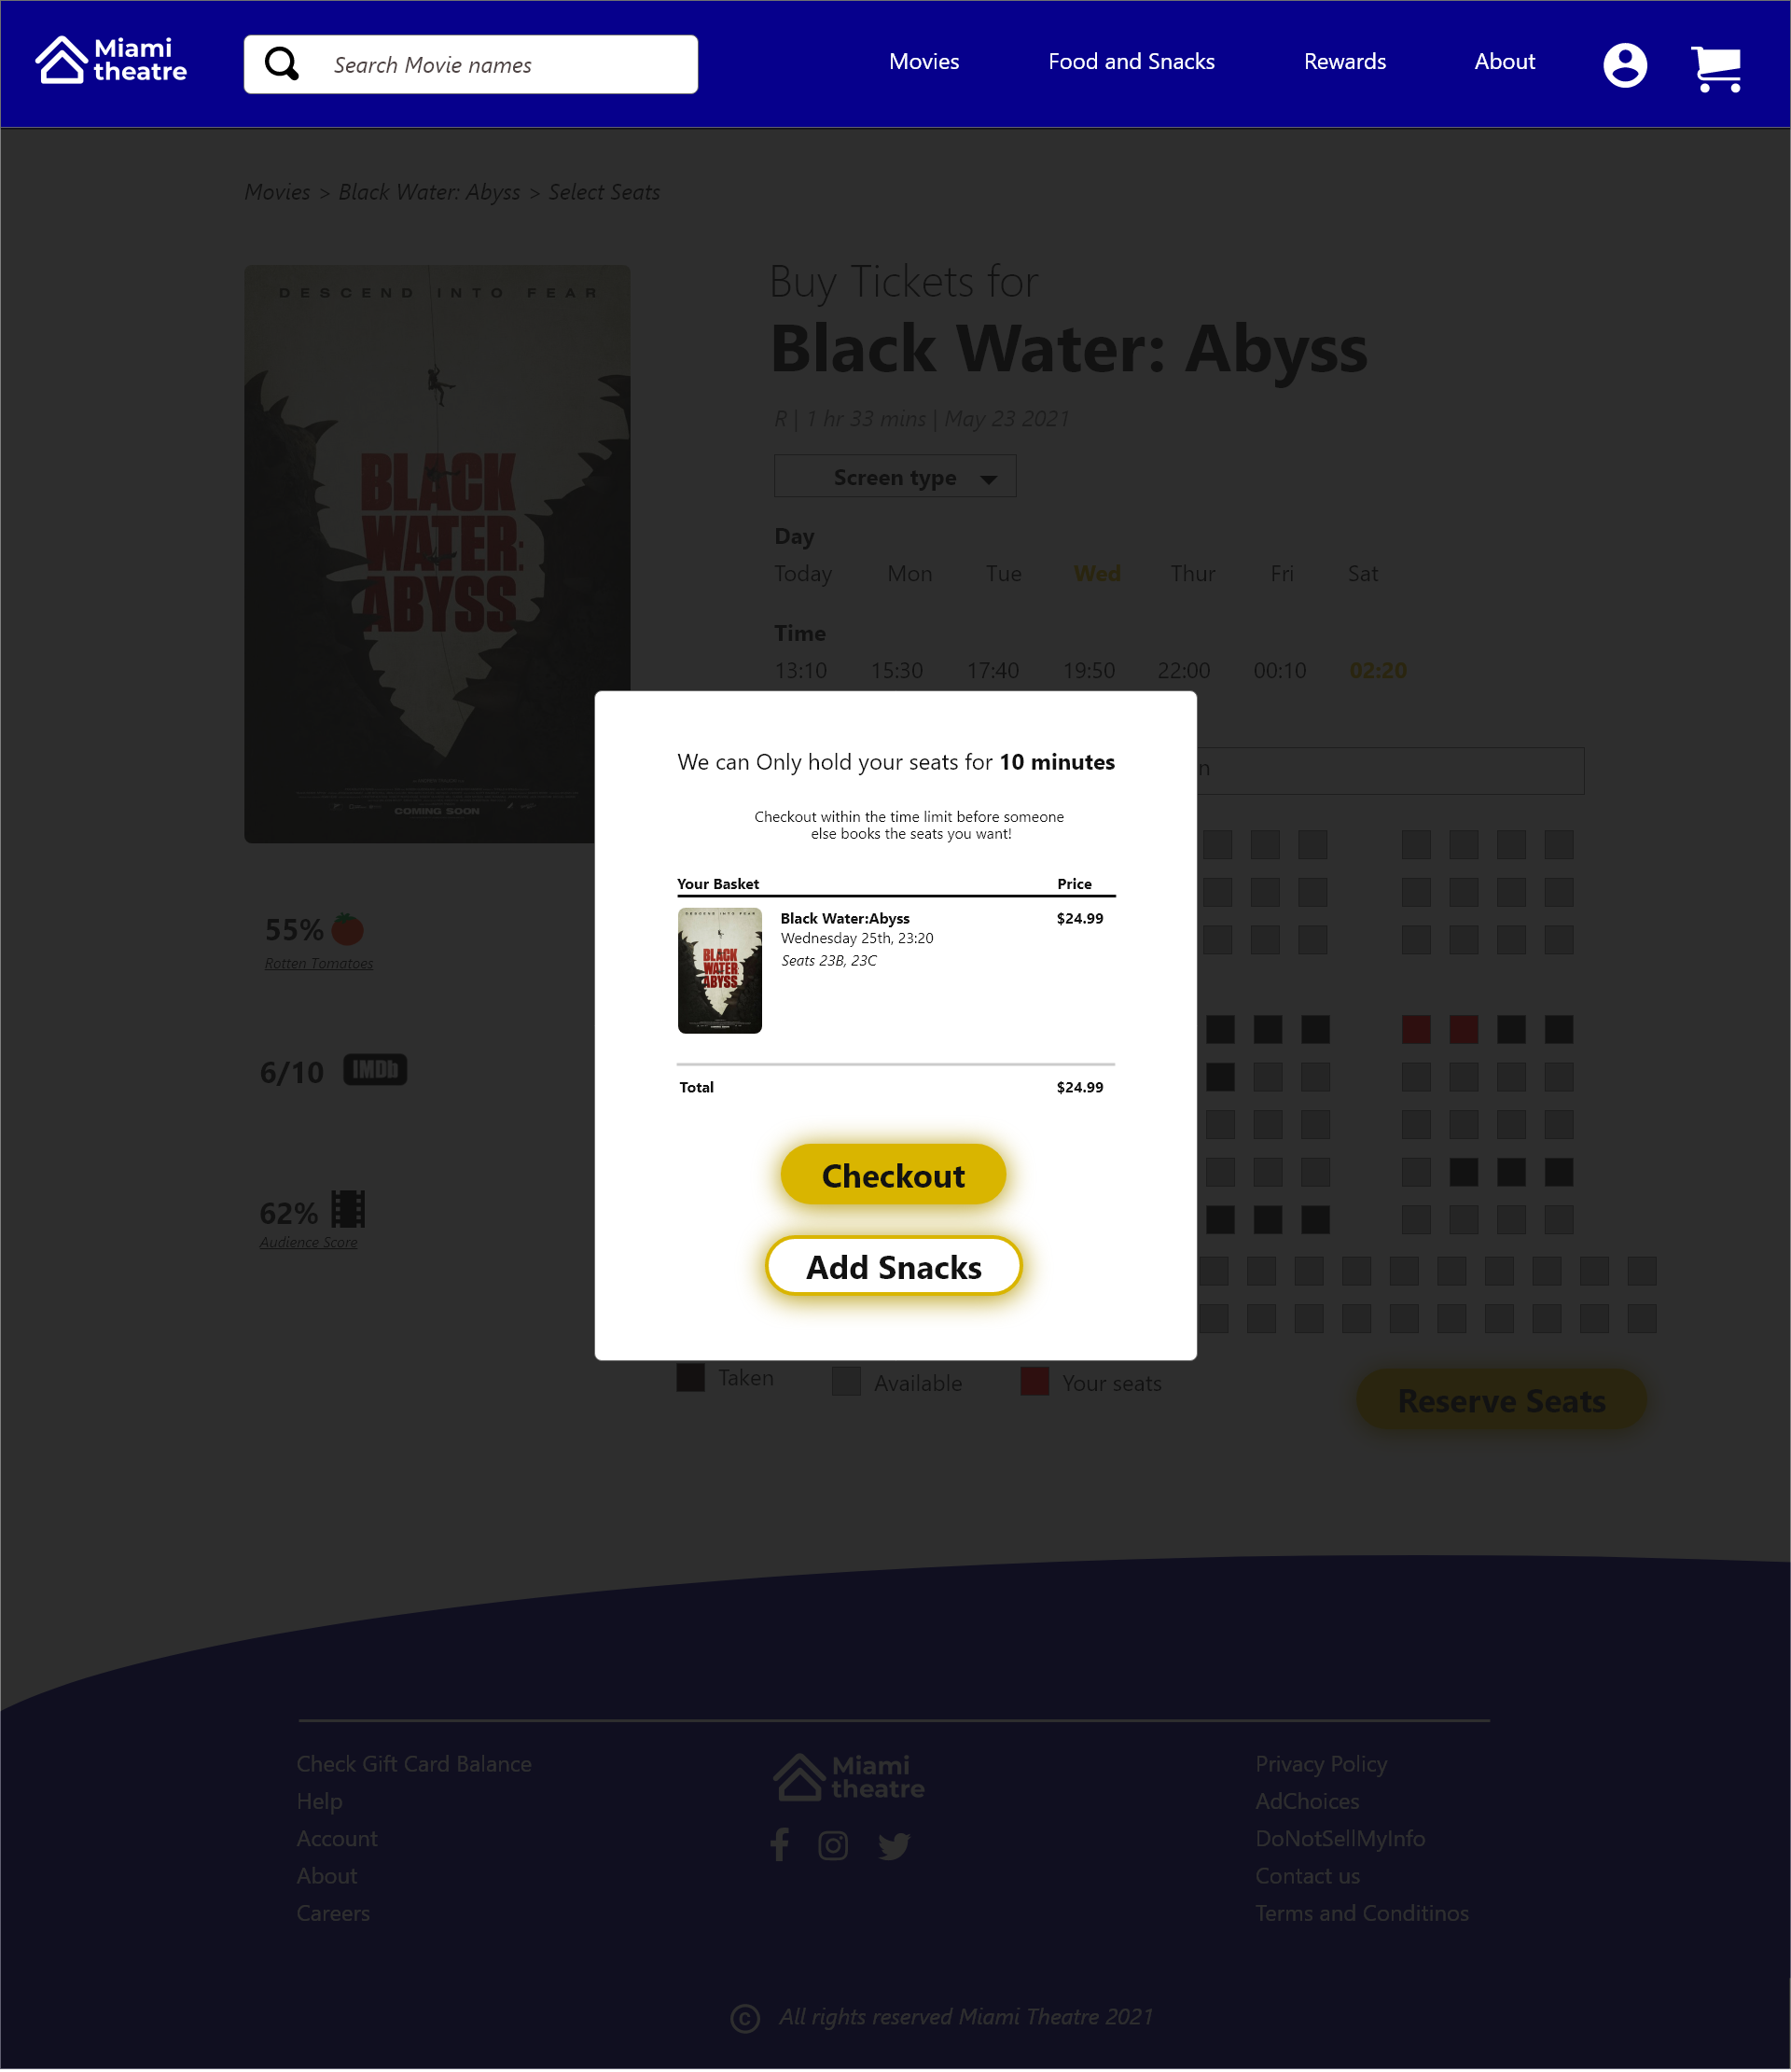 Miami
theatre
Search Movie names
Movies
Food and Snacks
Rewards
About
Movies > Black Water: Abyss > Select Seats
DESCEND INTO FEAR
BLACK
WATER:
ABYSS
COMING SOON
Buy Tickets for
Black Water: Abyss
R | 1 hr 33 mins | May 23 2021
Screen type
Day
Today Mon Tue Wed Thur Fri Sat
Time
13:10 15:30 17:40 19:50 22:00 00:10 02:20
55%
Rotten Tomatoes
6/10 IMDb
62%
Audience Score
We can Only hold your seats for 10 minutes
Checkout within the time limit before someone
else books the seats you want!
Your Basket Price
DESCEND INTO FEAR
BLACK
WATER:
ABYSS
Black Water:Abyss $24.99
Wednesday 25th, 23:20
Seats 23B, 23C
Total $24.99
Checkout
Add Snacks
Taken Available Your seats
Reserve Seats
Check Gift Card Balance
Help
Account
About
Careers
Miami
theatre
Privacy Policy
AdChoices
DoNotSellMyInfo
Contact us
Terms and Conditinos
© All rights reserved Miami Theatre 2021